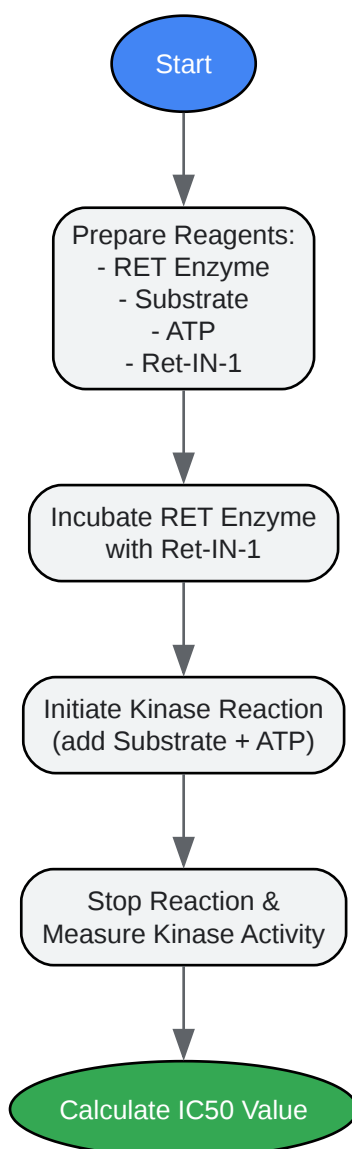 Start
Prepare Reagents:
- RET Enzyme
- Substrate
- ATP
- Ret-IN-1
Incubate RET Enzyme
with Ret-IN-1
Initiate Kinase Reaction
(add Substrate + ATP)
Stop Reaction &
Measure Kinase Activity
Calculate IC50 Value